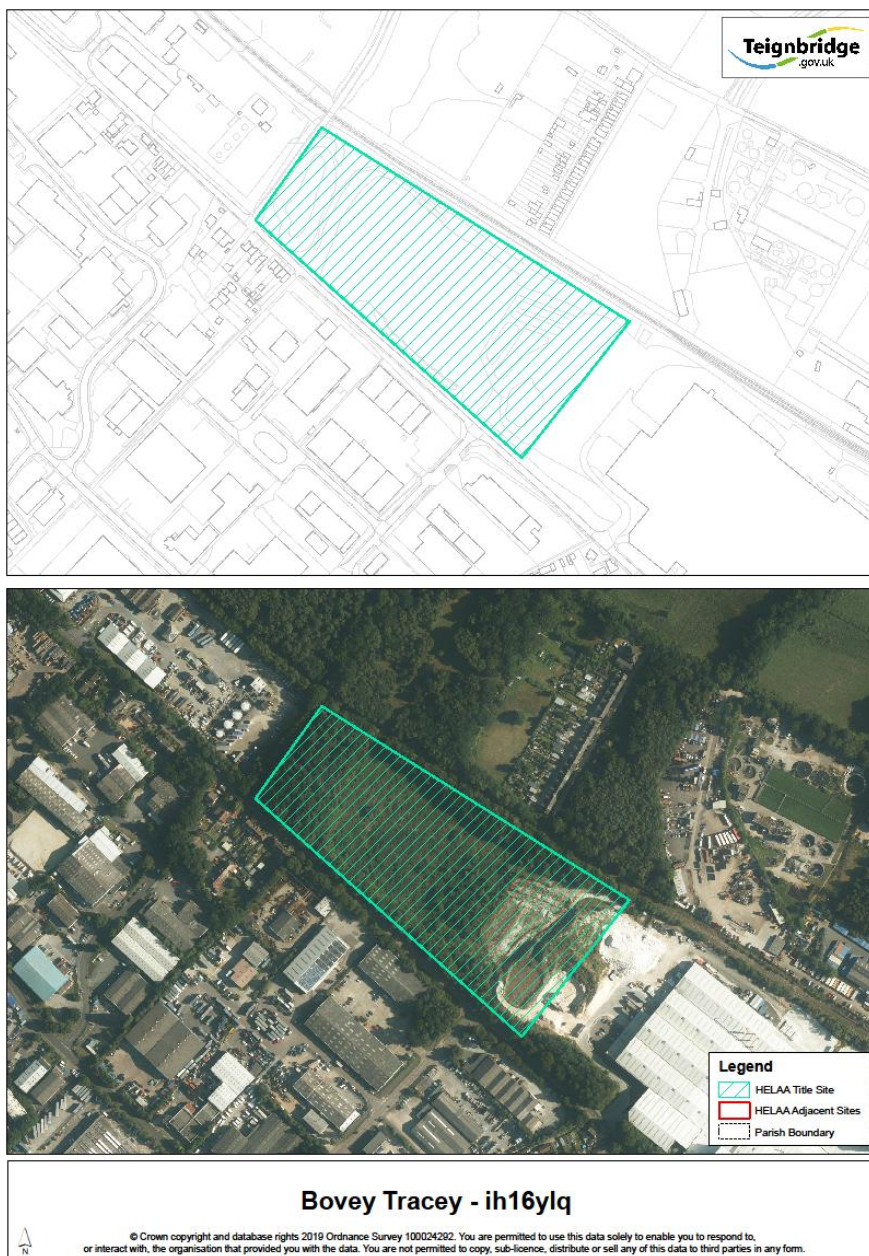 Teignbridge
.gov.uk
Legend
HELAA Title Site
HELAA Adjacent Sites
Parish Boundary
Bovey Tracey - ih16ylq
N
© Crown copyright and database rights 2019 Ordnance Survey 100024292. You are permitted to use this data solely to enable you to respond to,
or interact with, the organisation that provided you with the data. You are not permitted to copy, sub-licence, distribute or sell any of this data to third parties in any form.